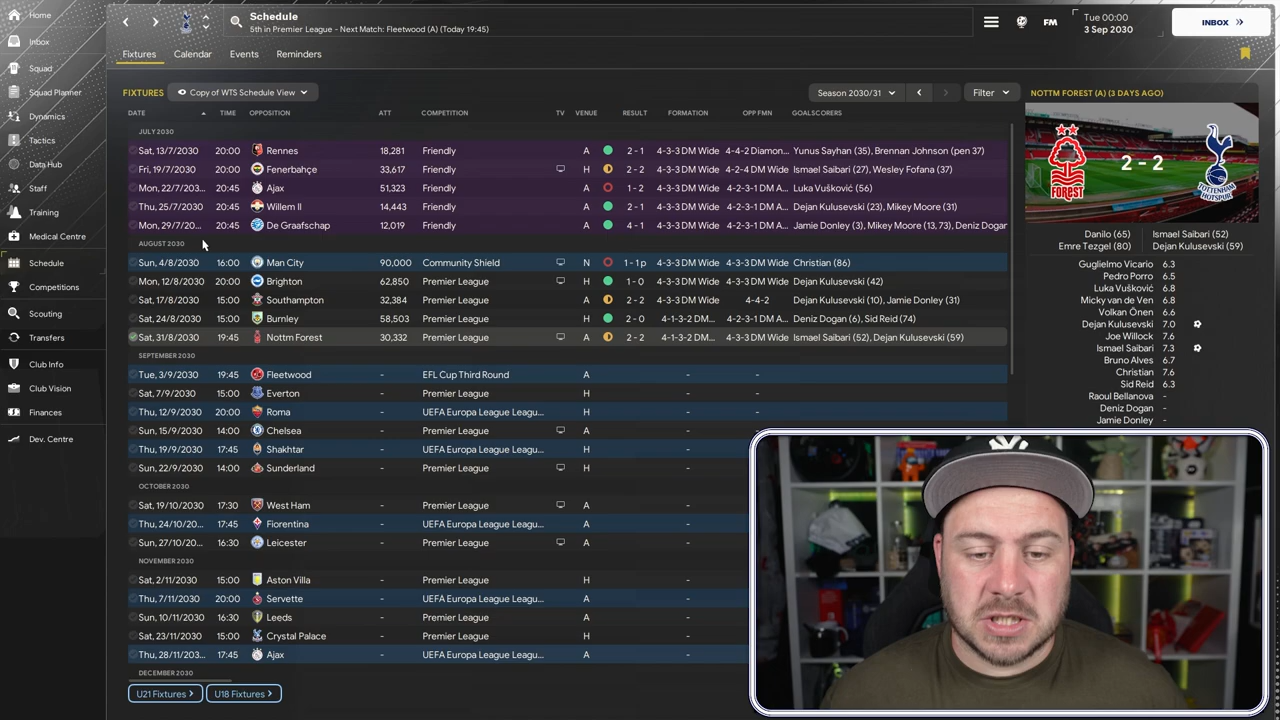 Home
Inbox
Squad
Squad Planner
Dynamics
Tactics
Data Hub
Staff
Training
Medical Centre
Schedule
Competitions
Scouting
Transfers
Club Info
Club Vision
Finances
Dev. Centre
Schedule
5th in Premier League - Next Match: Fleetwood (A) (Today 19:45)
FM
Tue 00:00
3 Sep 2030
INBOX
Fixtures Calendar Events Reminders
FIXTURES Copy of WTS Schedule View Season 2030/31 Filter
DATE TIME OPPOSITION ATT COMPETITION TV VENUE RESULT FORMATION OPP FMN GOALSCORERS
JULY 2030
Sat, 13/7/2030 20:00 Rennes Friendly A 2 - 1 4-3-3 DM Wide 4-4-2 Diamon... Yunus Sarıhan (35), Brennan Johnson (pen 37)
Fri, 19/7/2030 20:00 Fenerbahçe Friendly H 4-3-3 DM Wide 4-2-3-1 DM Wide Ismael Saibari (27), Wesley Fofana (37)
Mon, 22/7/203... 20:45 Ajax 31,323 Friendly A 1 - 2 4-3-3 DM Wide 4-2-3-1 DM A... Luka Vušković (56)
Thu, 25/7/2030 20:45 Willem II 14,443 Friendly A 2 - 1 4-3-3 DM Wide 4-2-3-1 DM A... Dejan Kulusevski (23), Mikey Moore (31)
Mon, 29/7/20... 20:45 De Graafschap 12,019 Friendly A 4 - 1 4-3-3 DM Wide 4-2-3-1 DM A... Jamie Donley (3), Mikey Moore (13, 73), Deniz Dogan
AUGUST 2030
Sun, 4/8/2030 16:00 Man City 90,000 Community Shield N 1 - 1 p 4-3-3 DM Wide 4-3-3 DM Wide Christian (86)
Mon, 12/8/2030 20:00 Brighton Premier League H 1 - 0 4-3-3 DM Wide 4-2-3-1 DM A... Dejan Kulusevski (42)
Sat, 17/8/2030 15:00 Southampton 32,384 Premier League A 2 - 2 4-3-3 DM Wide 4-4-2 Dejan Kulusevski (10), Jamie Donley (31)
Sat, 24/8/2030 15:00 Burnley 58,503 Premier League H 2 - 0 4-1-3-2 DM... 4-2-3-1 DM A... Deniz Dogan (6), Sid Reid (74)
Sat, 31/8/2030 19:45 Nottm Forest 30,358 Premier League A 2 - 2 4-1-3-2 DM... 4-3-3 DM Wide Ismael Saibari (52), Dejan Kulusevski (59)
SEPTEMBER 2030
Tue, 3/9/2030 19:45 Fleetwood - EFL Cup Third Round A - -
Sat, 7/9/2030 15:00 Everton - Premier League H - -
Thu, 12/9/2030 20:00 Roma - UEFA Europa League Leagu... H - -
Sun, 15/9/2030 14:00 Chelsea - Premier League A -
Thu, 19/9/2030 17:45 Shakhtar - UEFA Europa League Leagu... A -
Sun, 22/9/2030 14:00 Sunderland - Premier League H -
OCTOBER 2030
Sat, 19/10/2030 17:30 West Ham - Premier League A -
Thu, 24/10/20... 17:45 Fiorentina - UEFA Europa League Leagu... A -
Sun, 27/10/20... 16:30 Leicester - Premier League A -
NOVEMBER 2030
Sat, 2/11/2030 15:00 Aston Villa - Premier League H -
Thu, 7/11/2030 20:00 Servette - UEFA Europa League Leagu... H -
Sun, 10/11/2030 16:30 Leeds - Premier League A -
Sat, 23/11/2030 15:00 Crystal Palace - Premier League H -
Thu, 28/11/203... 17:45 Ajax - UEFA Europa League Leagu... A -
DECEMBER 2030
U21 Fixtures U18 Fixtures
NOTTM FOREST (A) (3 DAYS AGO)
FOREST 2 - 2 TOTTENHAM HOTSPUR
Danilo (65) Ismael Saibari (52)
Emre Tezgel (80) Dejan Kulusevski (59)
Guglielmo Vicario 6.3
Pedro Porro 6.5
Luka Vušković 6.8
Micky van de Ven 6.8
Volkan Önen 6.6
Dejan Kulusevski 7.0
Joe Willock 7.6
Ismael Saibari 7.3
Bruno Alves 6.7
Christian 7.6
Sid Reid 6.3
Raoul Bellanova -
Deniz Dogan -
Jamie Donley -